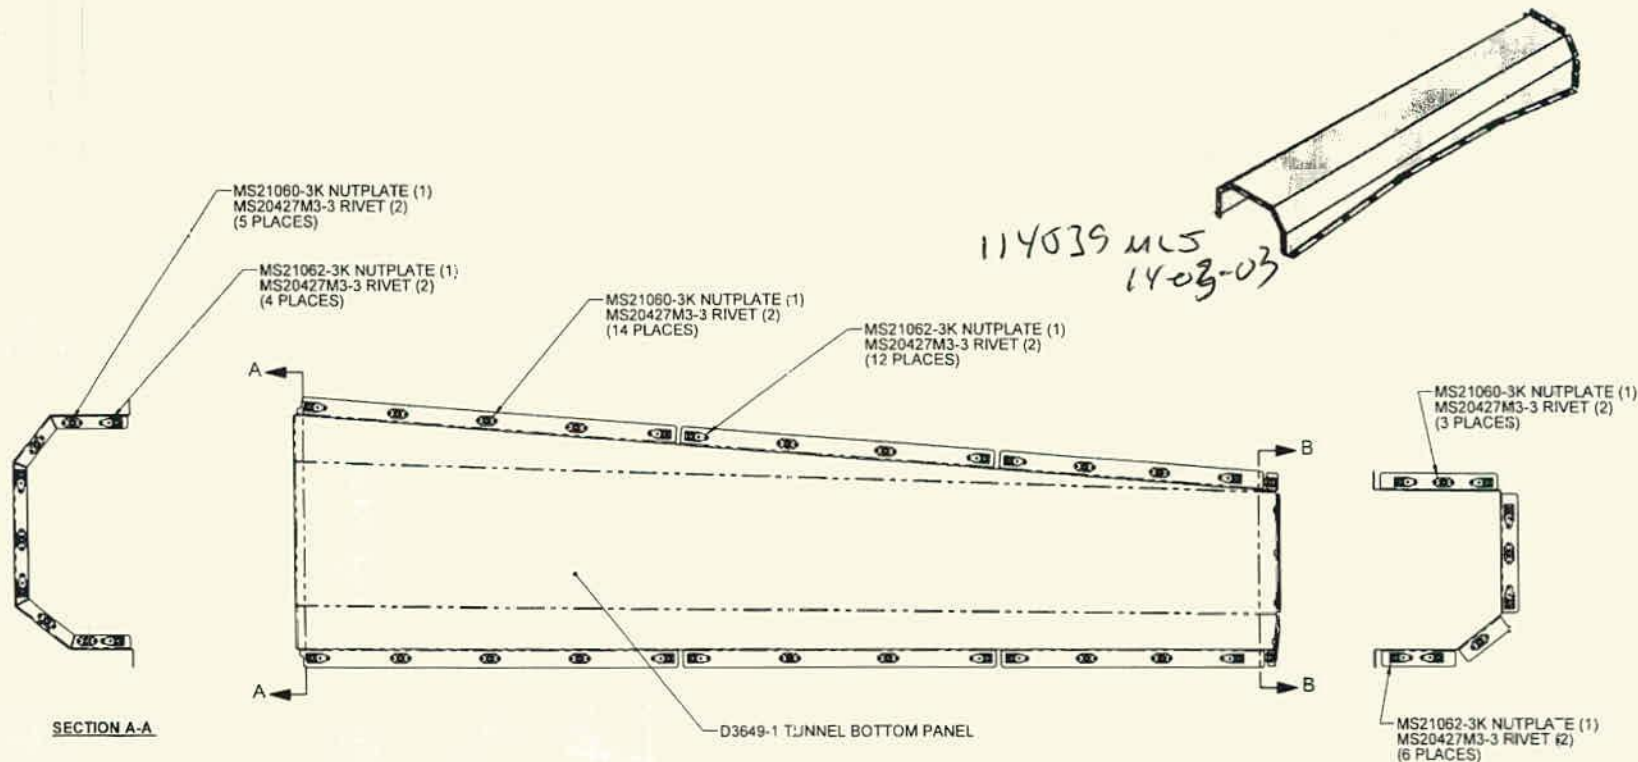 MS21060-3K NUTPLATE (1)
MS20427M3-3 RIVET (2)
(5 PLACES)
MS21062-3K NUTPLATE (1)
MS20427M3-3 RIVET (2)
(4 PLACES)
MS21060-3K NUTPLATE (1)
MS20427M3-3 RIVET (2)
(14 PLACES)
MS21062-3K NUTPLATE (1)
MS20427M3-3 RIVET (2)
(12 PLACES)
114039 MLJ
14-03-03
MS21060-3K NUTPLATE (1)
MS20427M3-3 RIVET (2)
(3 PLACES)
A
B
A
B
SECTION A-A
D3649-1 TUNNEL BOTTOM PANEL
MS21062-3K NUTPLATE (1)
MS20427M3-3 RIVET (2)
(6 PLACES)